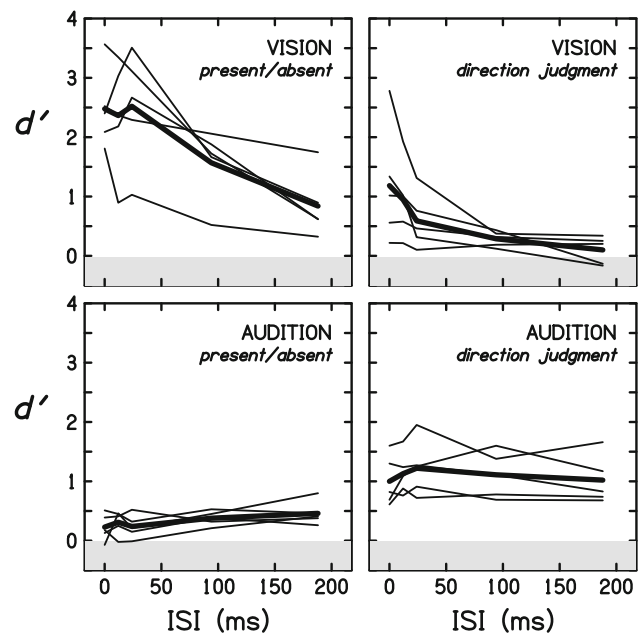 4
3
2
1
0
d′
VISION
present/absent
VISION
direction judgment
4
3
2
1
0
d′
AUDITION
present/absent
AUDITION
direction judgment
0 50 100 150 200
0 50 100 150 200
ISI (ms)
ISI (ms)